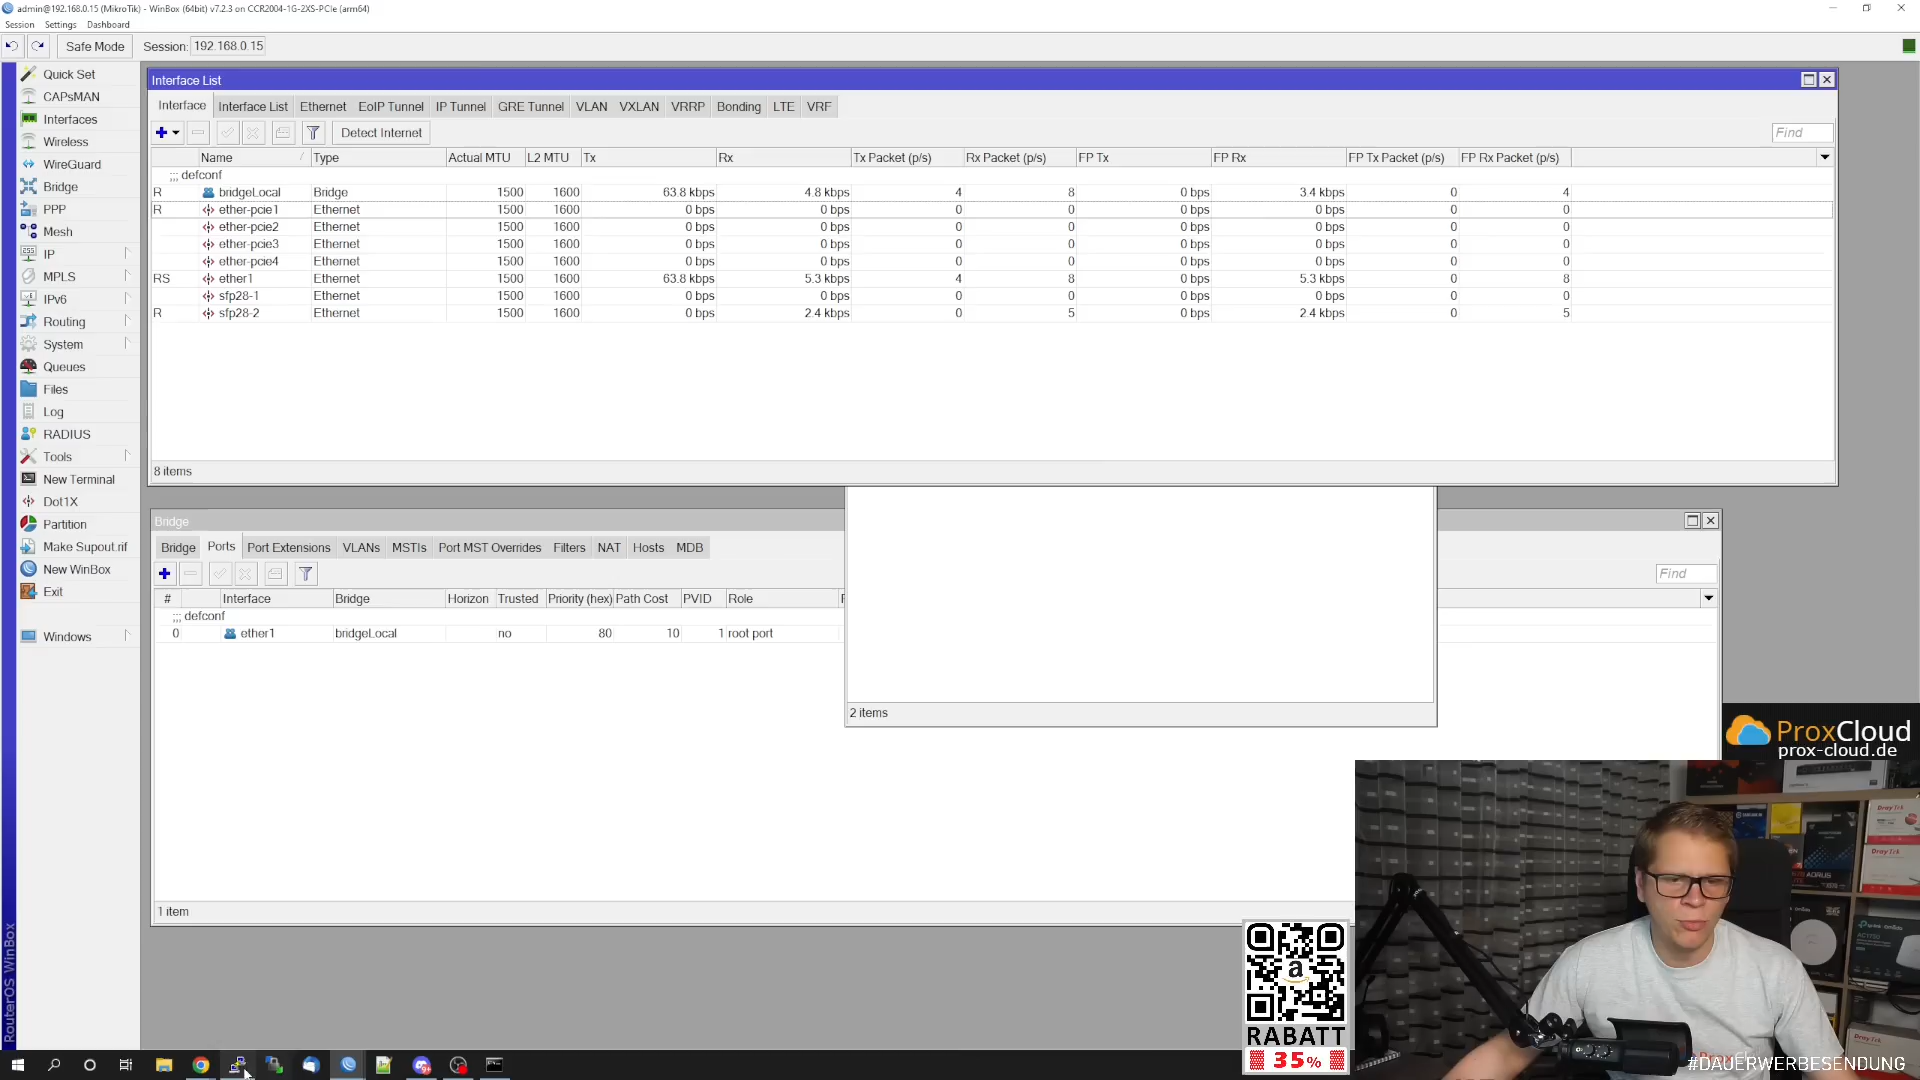 admin@192.168.0.15 (MikroTik) - WinBox (64bit) v7.2.3 on CCR2004-1G-2XS-PCIe (arm64)
Session Settings Dashboard
Safe Mode Session: 192.168.0.15
Quick Set
CAPsMAN
Interfaces
Wireless
WireGuard
Bridge
PPP
Mesh
IP
MPLS
IPv6
Routing
System
Queues
Files
Log
RADIUS
Tools
New Terminal
Dot1X
Partition
Make Supout.rif
New WinBox
Exit
Windows
RouterOS WinBox
Interface List
Interface Interface List Ethernet EoIP Tunnel IP Tunnel GRE Tunnel VLAN VXLAN VRRP Bonding LTE VRF
Detect Internet Find
Name Type Actual MTU L2 MTU Tx Rx Tx Packet (p/s) Rx Packet (p/s) FP Tx FP Rx FP Tx Packet (p/s) FP Rx Packet (p/s)
;;; defconf
R bridgeLocal Bridge 1500 1600 63.8 kbps 4.8 kbps 4 8 0 bps 3.4 kbps 0 4
R ether-pcie1 Ethernet 1500 1600 0 bps 0 bps 0 0 0 bps 0 bps 0 0
ether-pcie2 Ethernet 1500 1600 0 bps 0 bps 0 0 0 bps 0 bps 0 0
ether-pcie3 Ethernet 1500 1600 0 bps 0 bps 0 0 0 bps 0 bps 0 0
ether-pcie4 Ethernet 1500 1600 0 bps 0 bps 0 0 0 bps 0 bps 0 0
RS ether1 Ethernet 1500 1600 63.8 kbps 5.3 kbps 4 8 0 bps 5.3 kbps 0 8
sfp28-1 Ethernet 1500 1600 0 bps 0 bps 0 0 0 bps 0 bps 0 0
R sfp28-2 Ethernet 1500 1600 0 bps 2.4 kbps 0 5 0 bps 2.4 kbps 0 5
8 items
Bridge
Bridge Ports Port Extensions VLANs MSTIs Port MST Overrides Filters NAT Hosts MDB
Find
# Interface Bridge Horizon Trusted Priority (hex) Path Cost PVID Role
;;; defconf
0 ether1 bridgeLocal no 80 10 1 root port
1 item
2 items
ProxCloud
prox-cloud.de
a
RABATT
35%
#DAUERWERBESENDUNG